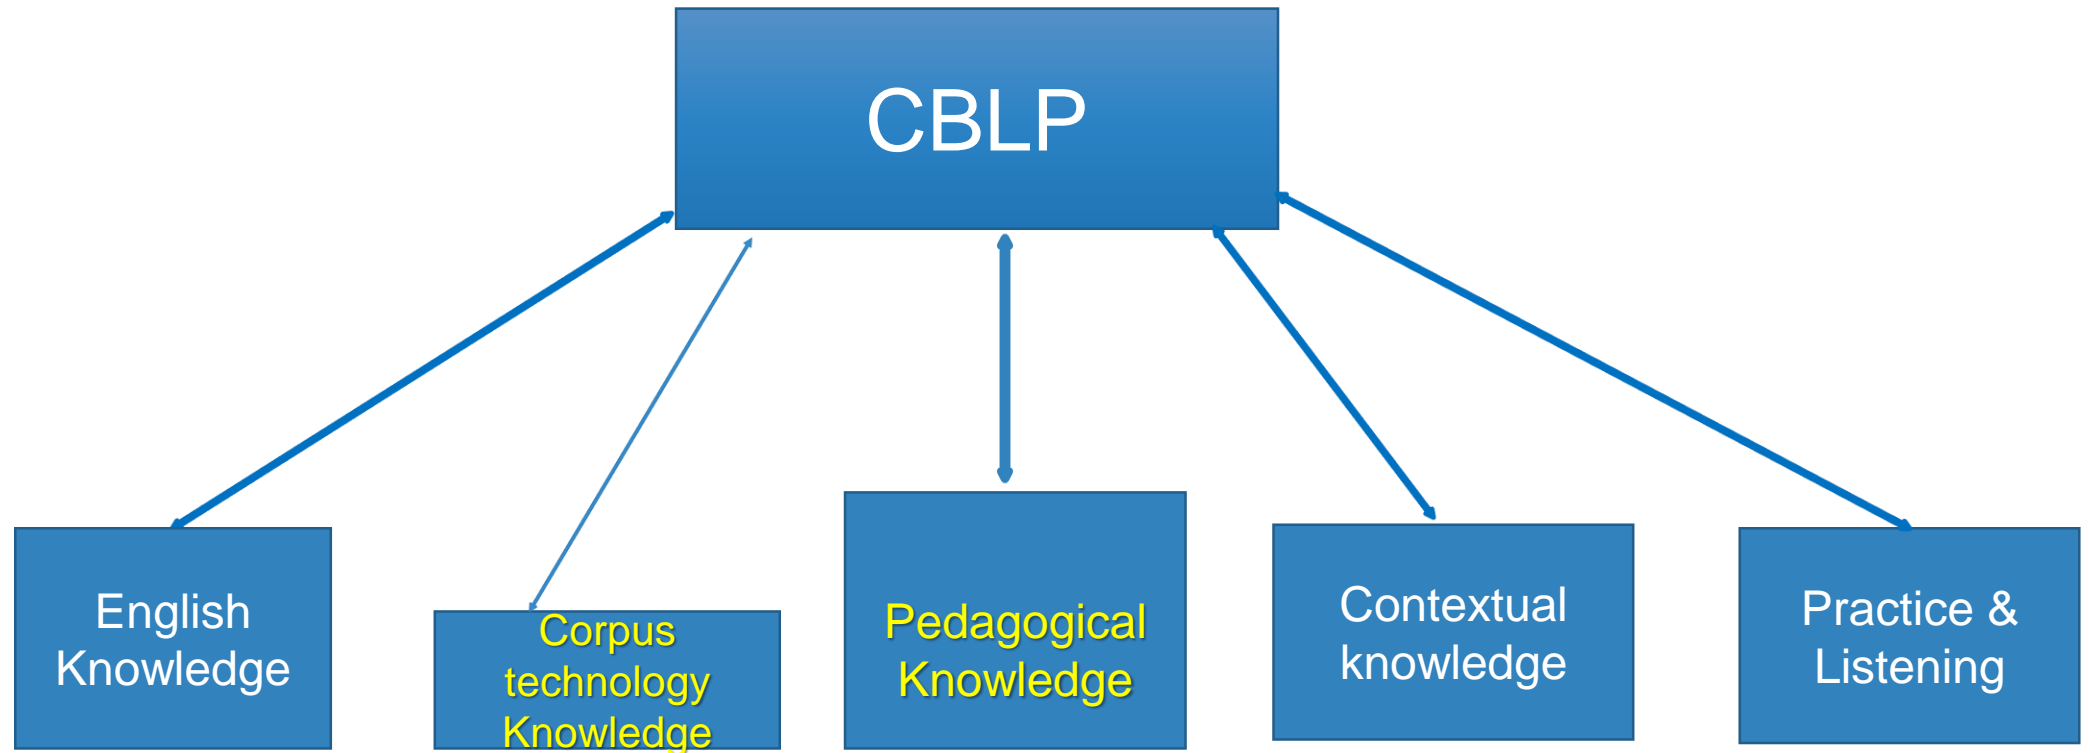 CBLP
English
Knowledge
Corpus
technology
Knowledge
Pedagogical
Knowledge
Contextual
knowledge
Practice &
Listening